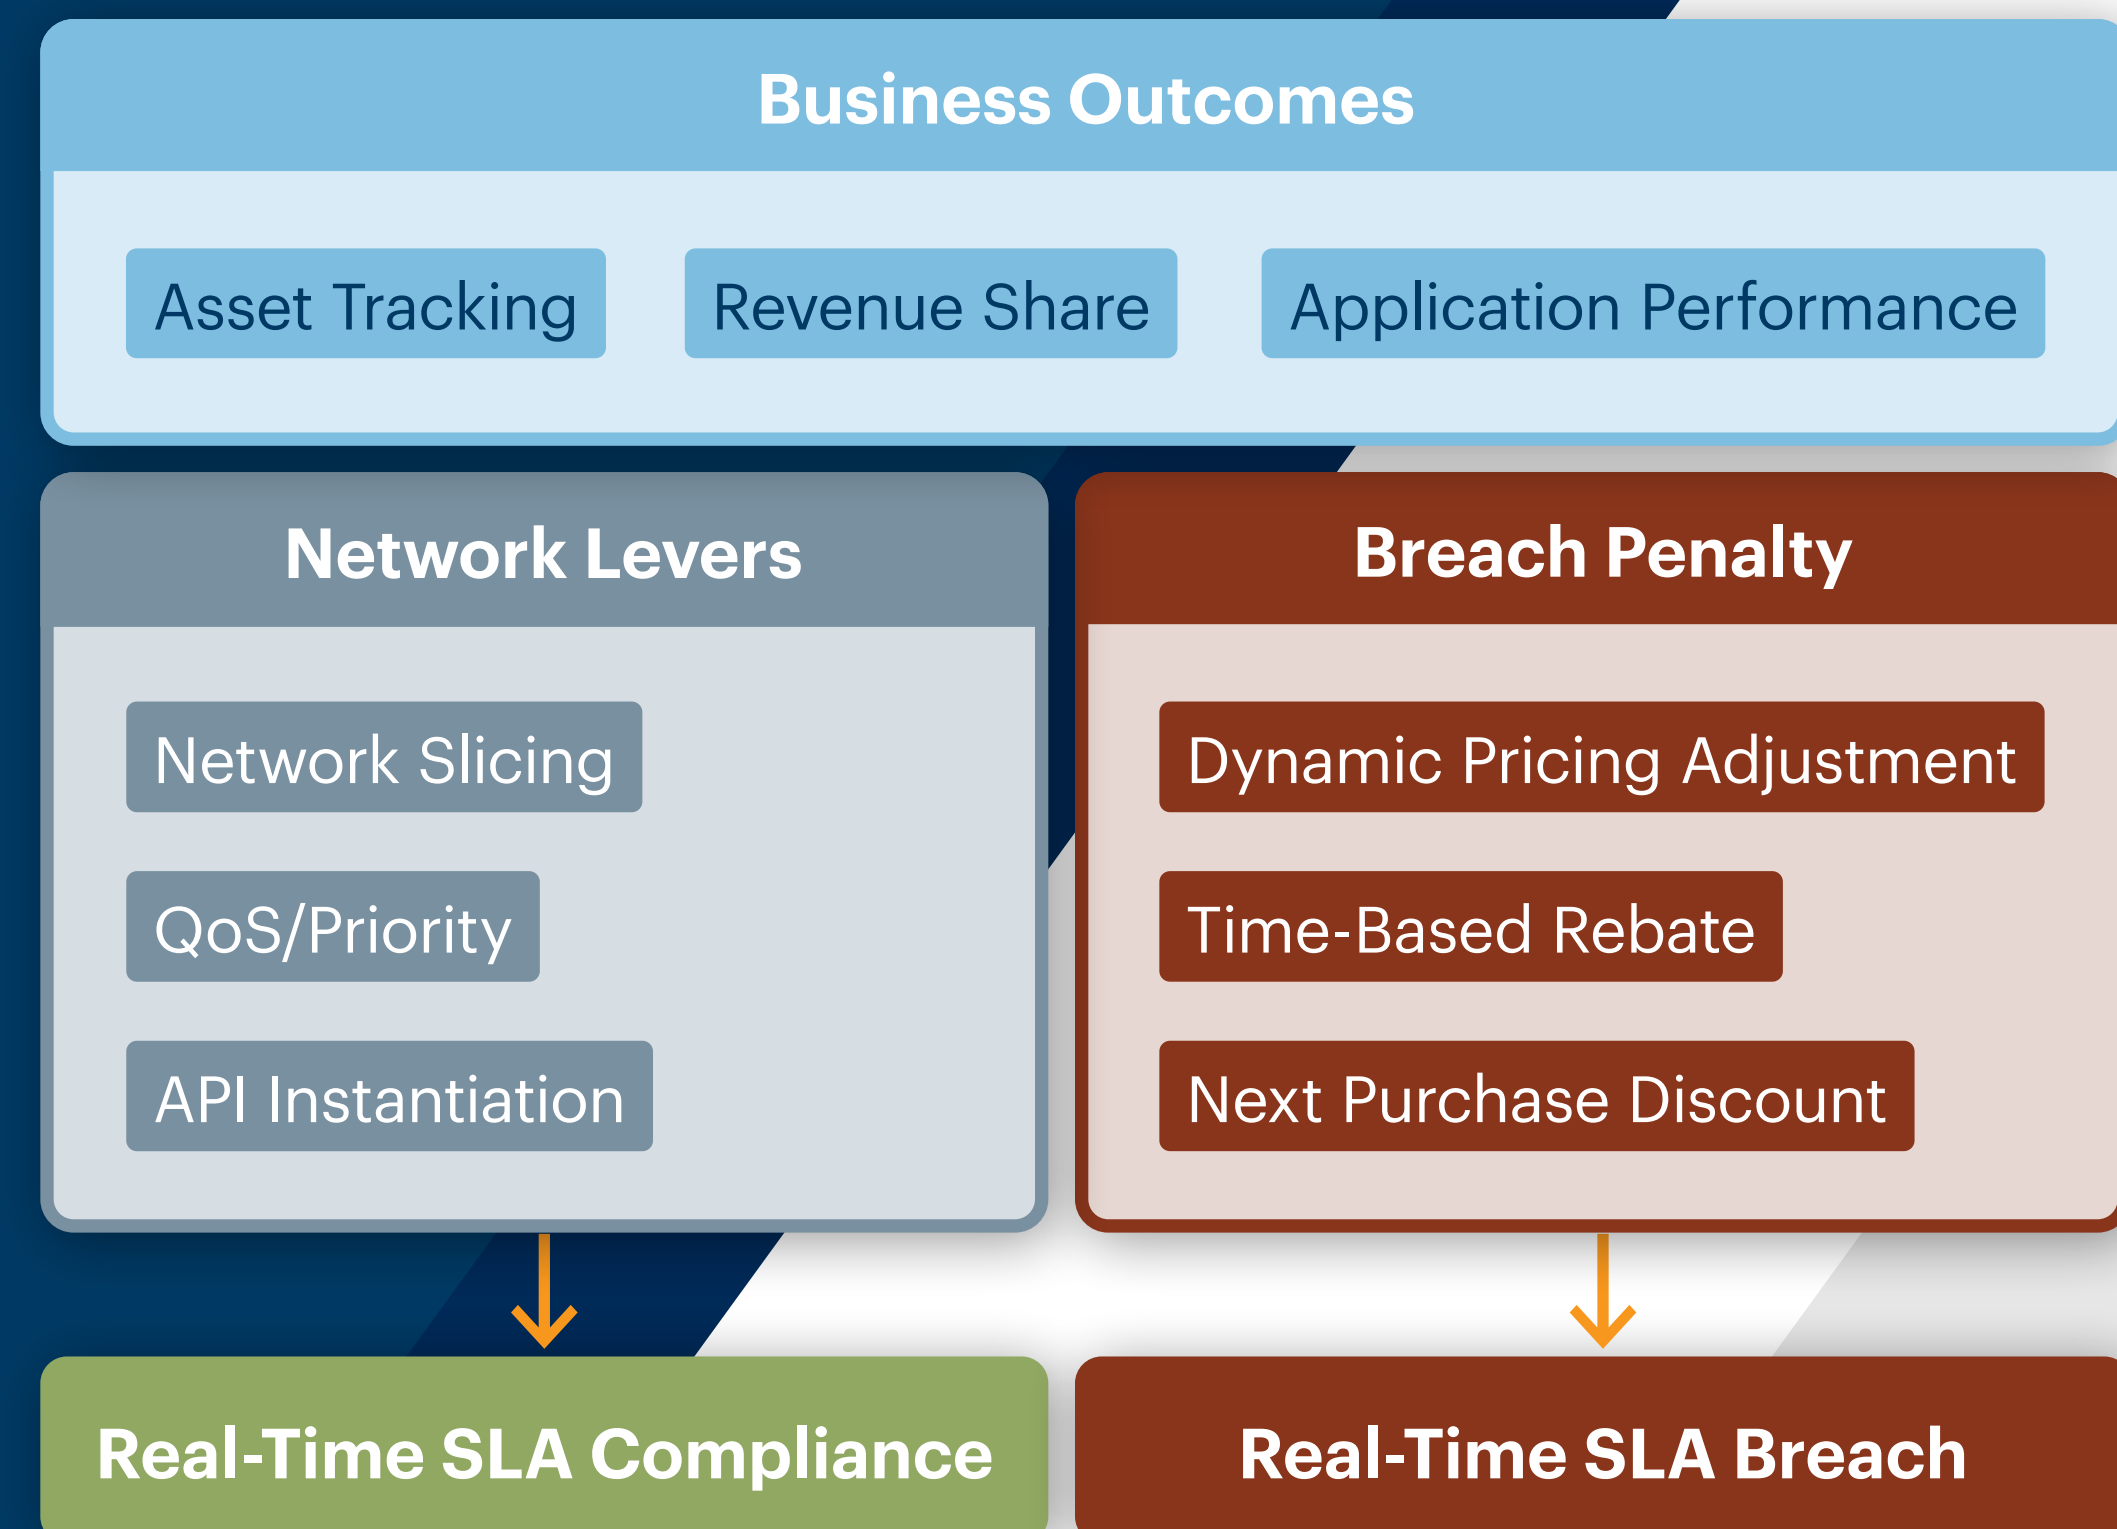 Business Outcomes
Asset Tracking
Revenue Share
Application Performance
Network Levers
Network Slicing
QoS/Priority
API Instantiation
Breach Penalty
Dynamic Pricing Adjustment
Time-Based Rebate
Next Purchase Discount
Real-Time SLA Compliance
Real-Time SLA Breach